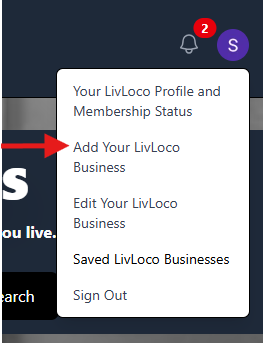 2
S
Your LivLoco Profile and
Membership Status
Add Your LivLoco
Business
Edit Your LivLoco
Business
s
ou live.
Saved LivLoco Businesses
earch
Sign Out